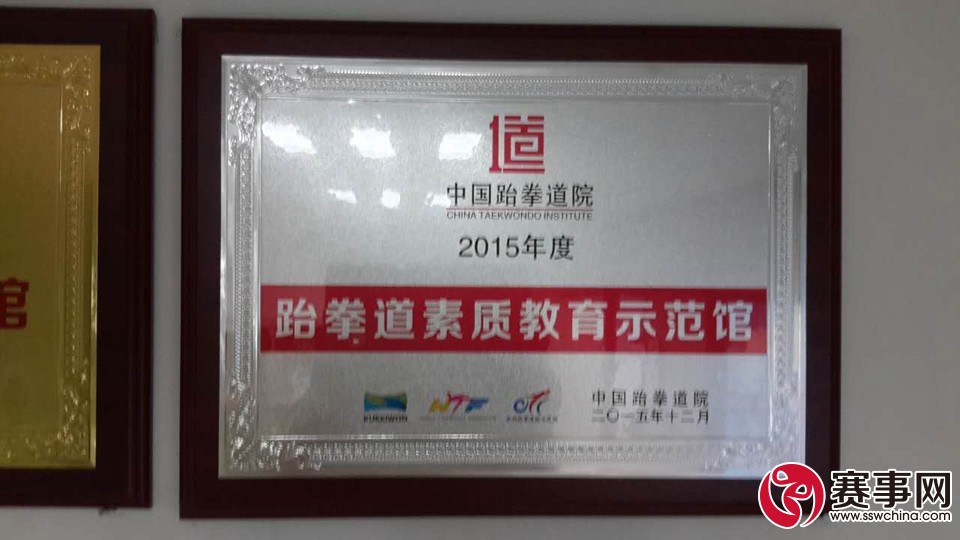 馆
道
中国跆拳道院
CHINA TAEKWONDO INSTITUTE
2015年度
跆拳道素质教育示范馆
KUKKIWON
WTF
中国跆拳道院
二〇一五年十二月
赛事网
www.sswchina.com